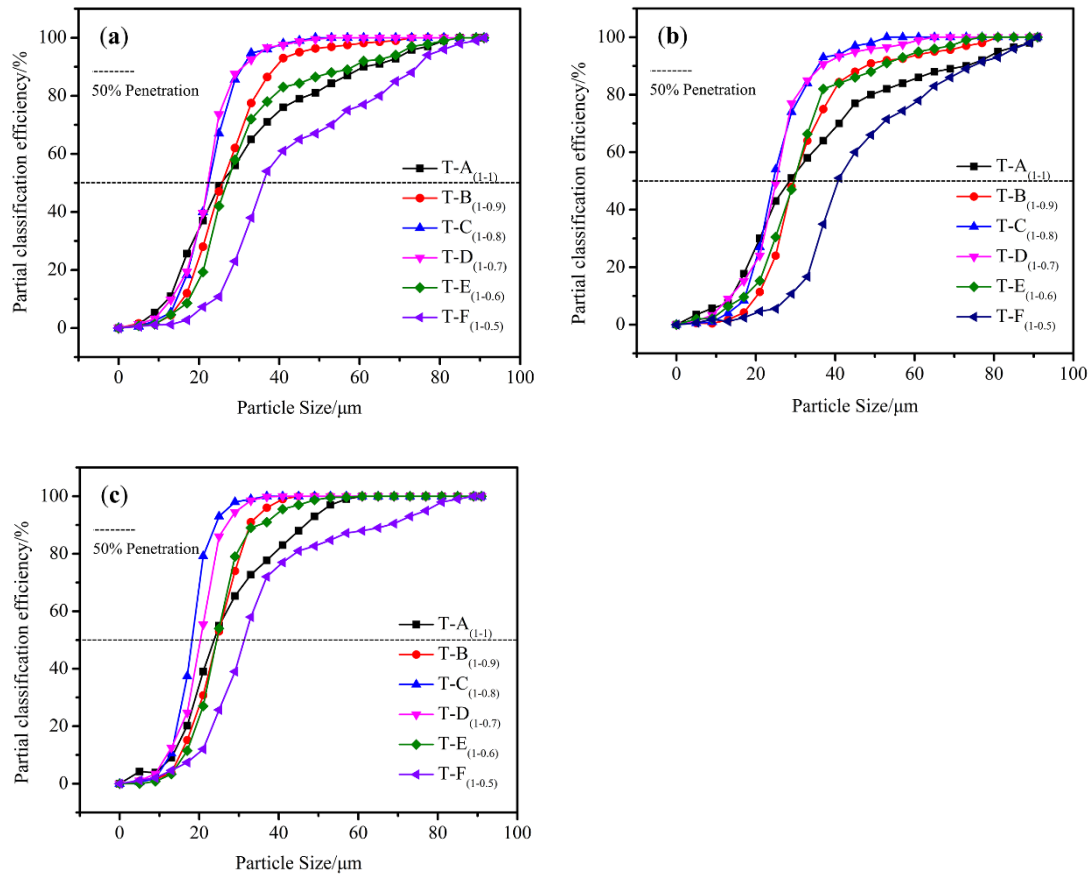 (a)
100
80
60
40
20
0
50% Penetration
T-A(1-1)
T-B(1-0.9)
T-C(1-0.8)
T-D(1-0.7)
T-E(1-0.6)
T-F(1-0.5)
Partial classification efficiency/%
0 20 40 60 80 100
Particle Size/μm
(b)
100
80
60
40
20
0
50% Penetration
T-A(1-1)
T-B(1-0.9)
T-C(1-0.8)
T-D(1-0.7)
T-E(1-0.6)
T-F(1-0.5)
Partial classification efficiency/%
0 20 40 60 80 100
Particle Size/μm
(c)
100
80
60
40
20
0
50% Penetration
T-A(1-1)
T-B(1-0.9)
T-C(1-0.8)
T-D(1-0.7)
T-E(1-0.6)
T-F(1-0.5)
Partial classification efficiency/%
0 20 40 60 80 100
Particle Size/μm